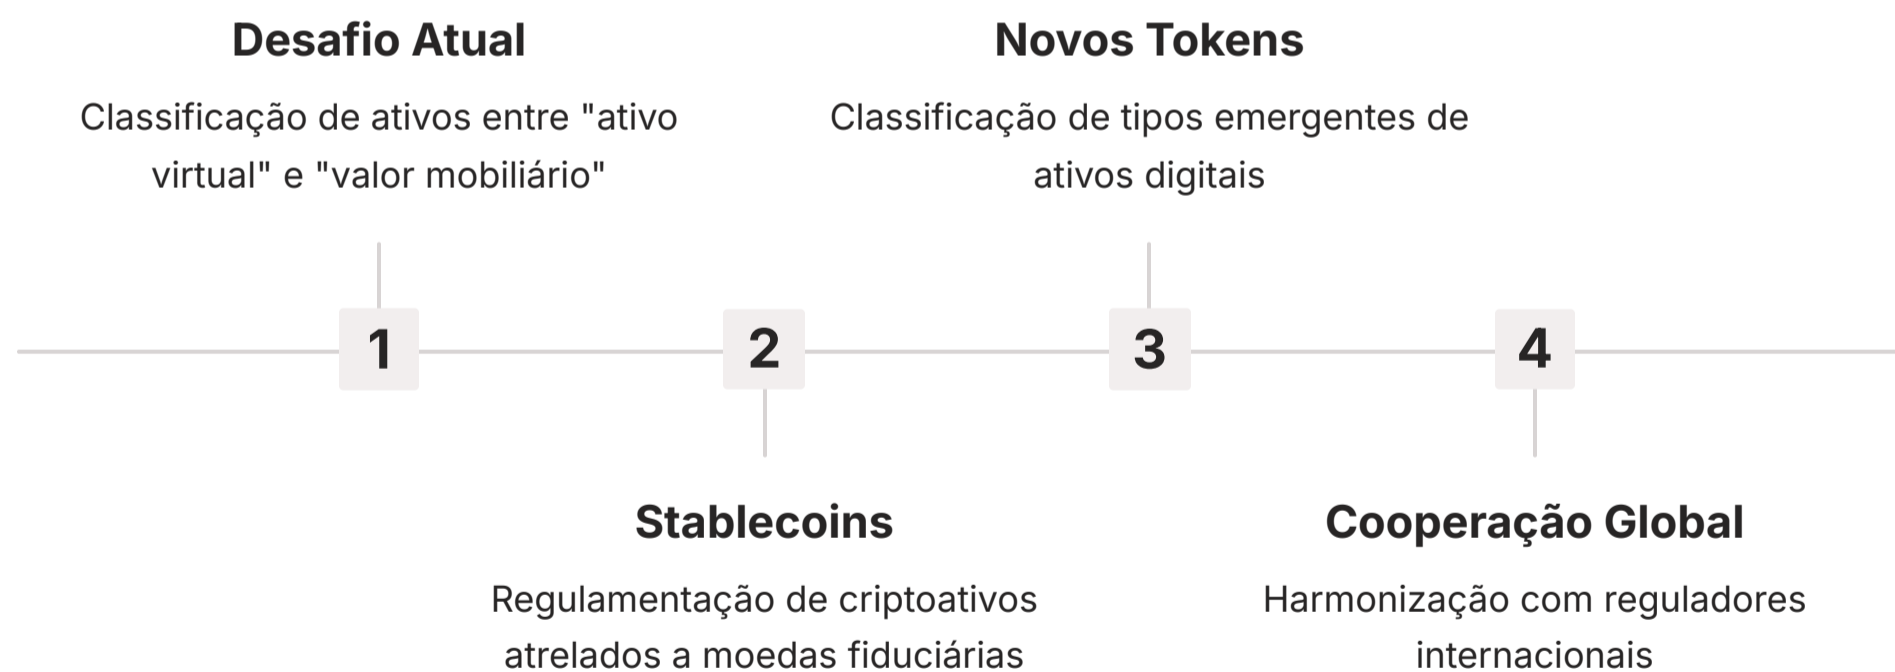 Desafio Atual
Classificação de ativos entre "ativo
virtual" e "valor mobiliário"
1
2
Stablecoins
Regulamentação de criptoativos
atrelados a moedas fiduciárias
Novos Tokens
Classificação de tipos emergentes de
ativos digitais
3
4
Cooperação Global
Harmonização com reguladores
internacionais